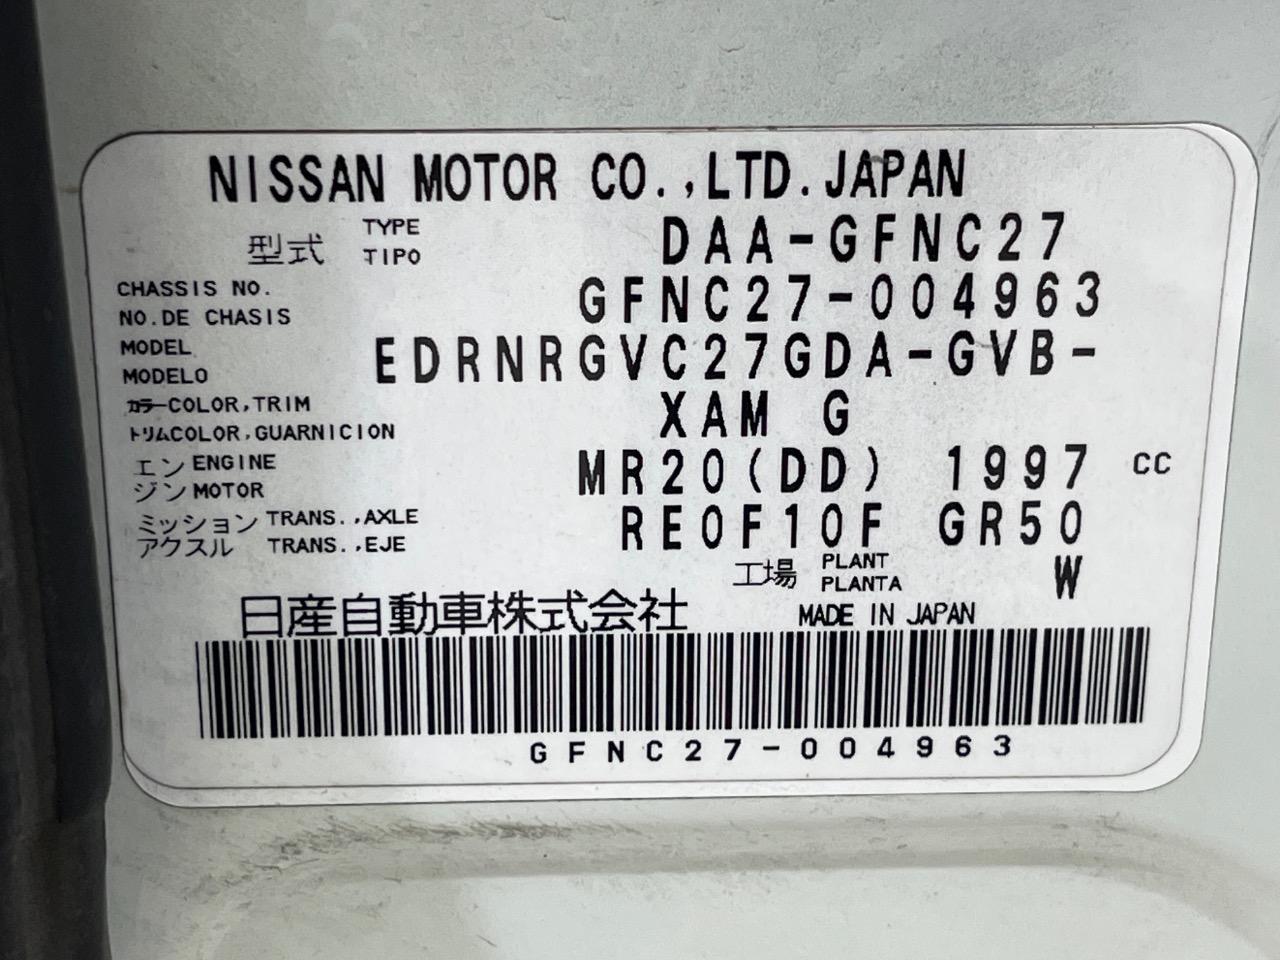 NISSAN MOTOR CO.,LTD.JAPAN
型式 TYPE TIPO DAA-GFNC27
CHASSIS NO. NO.DE CHASIS GFNC27-004963
MODEL MODELO EDRNRGVC27GDA-GVB-
カラーCOLOR,TRIM XAM G
トリムCOLOR,GUARNICION
エンジン ENGINE MOTOR MR20(DD) 1997 CC
ミッション TRANS.,AXLE RE0F10F GR50
アクスル TRANS.,EJE
工場 PLANT PLANTA W
日産自動車株式会社 MADE IN JAPAN
GFNC27-004963